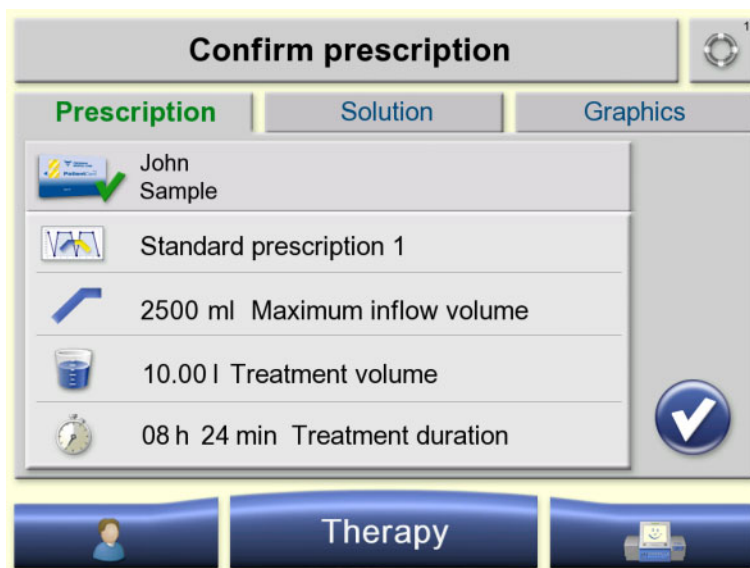 Confirm prescription
1
Prescription
Solution
Graphics
John
Sample
Standard prescription 1
2500 ml Maximum inflow volume
10.00 l Treatment volume
08 h 24 min Treatment duration
Therapy